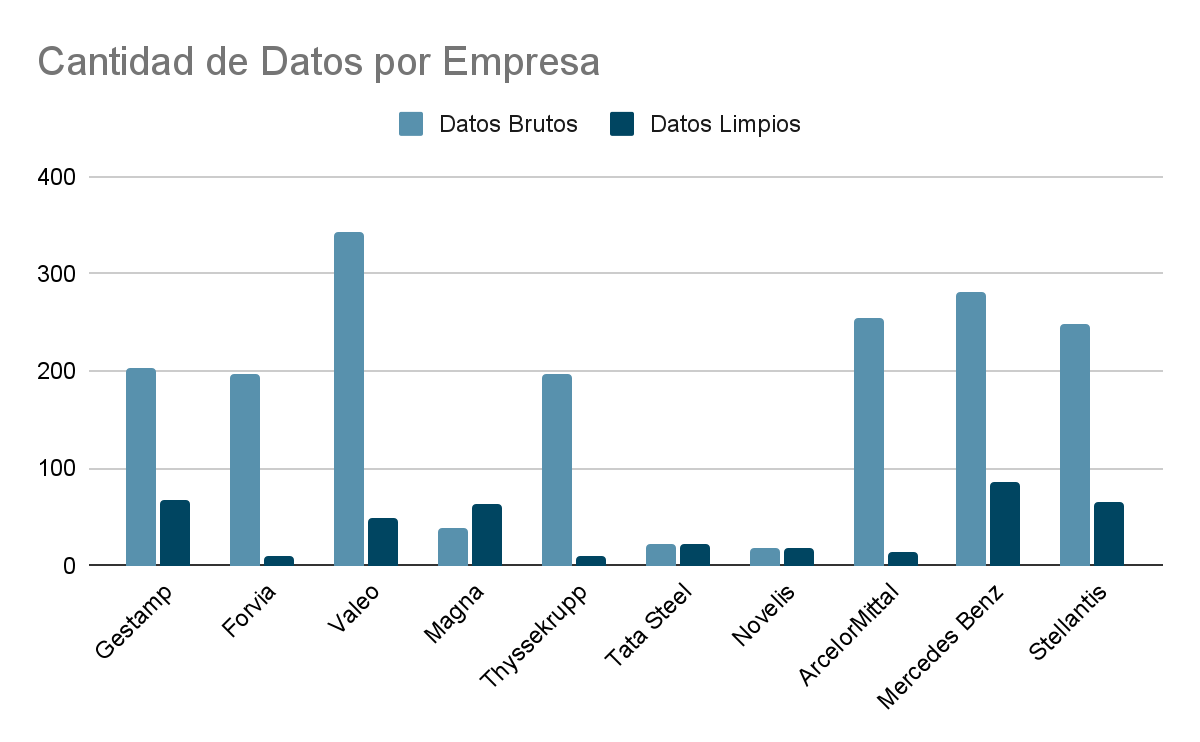 Cantidad de Datos por Empresa
Datos Brutos Datos Limpios
400
300
200
100
0
Gestamp
Forvia
Valeo
Magna
Thyssekrupp
Tata Steel
Novelis
ArcelorMittal
Mercedes Benz
Stellantis